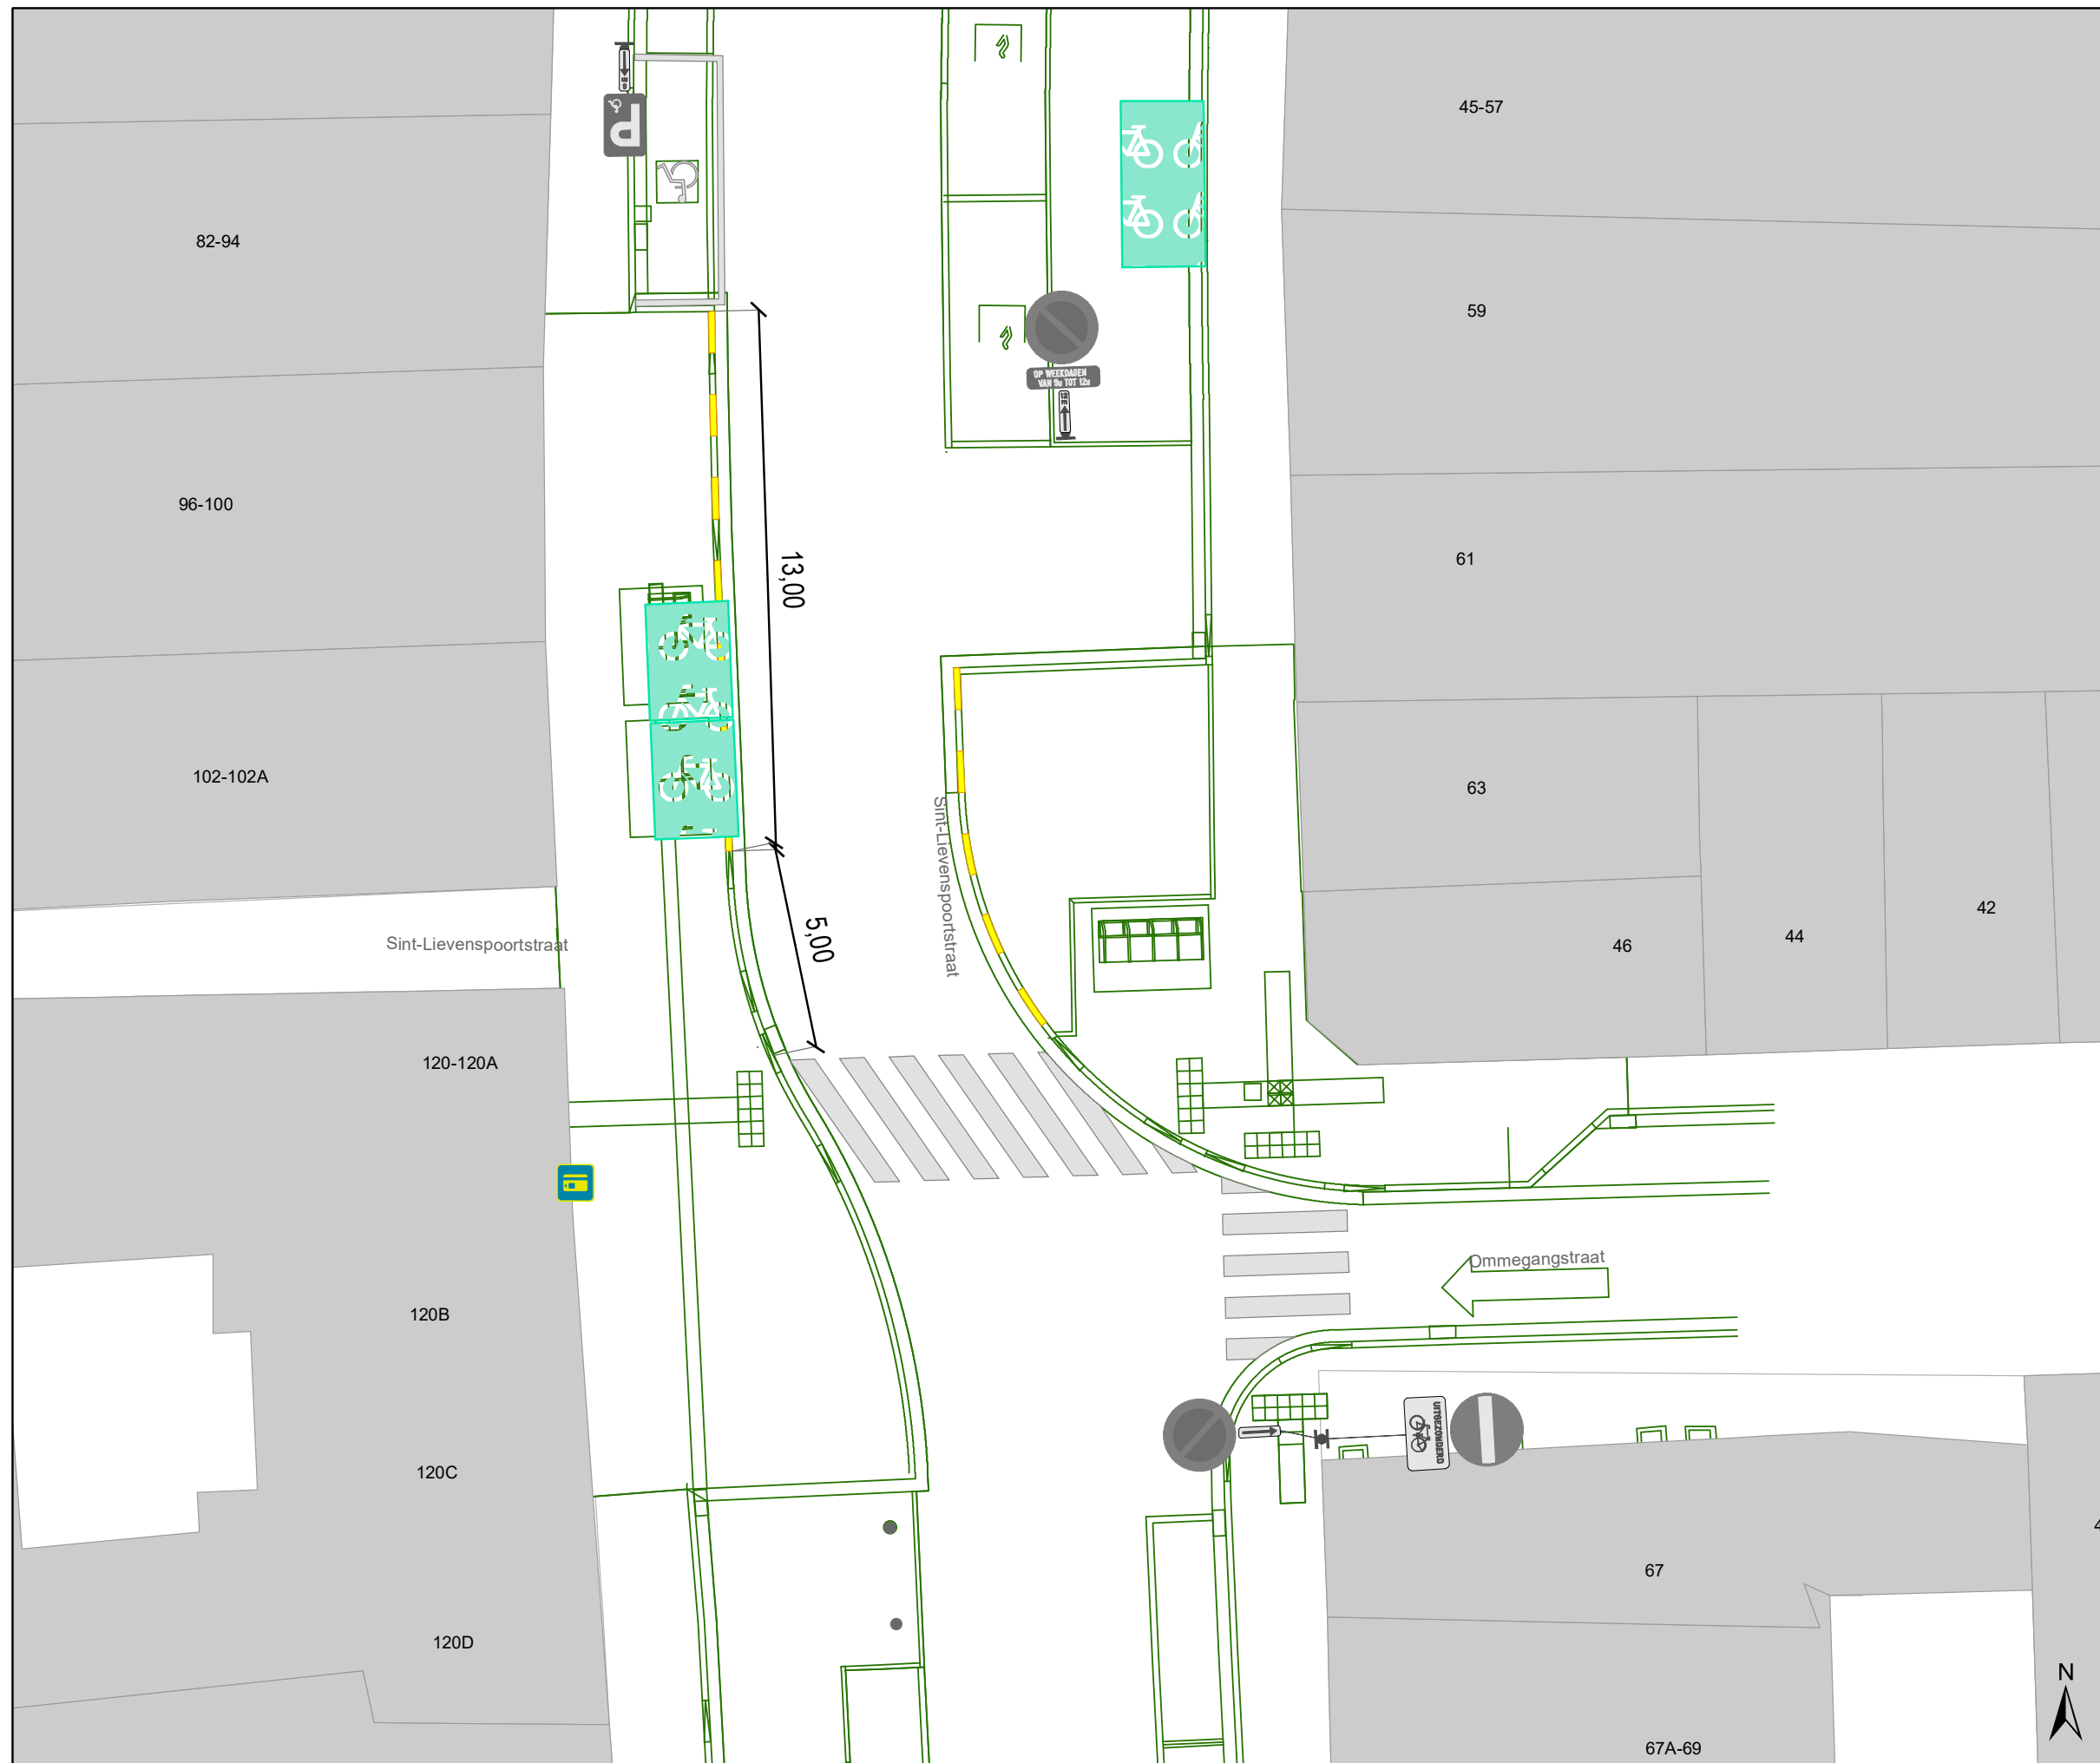 45-57
P
82-94
59
OP WEEKDAGEN
VAN 9u TOT 12u
12m
96-100
61
13,00
102-102A
63
Sint-Lievenspoortstraat
42
44
46
5,00
Sint-Lievenspoortstraat
120-120A
Ommegangstraat
120B
UITGEZONDERD
120C
67
120D
N
67A-69